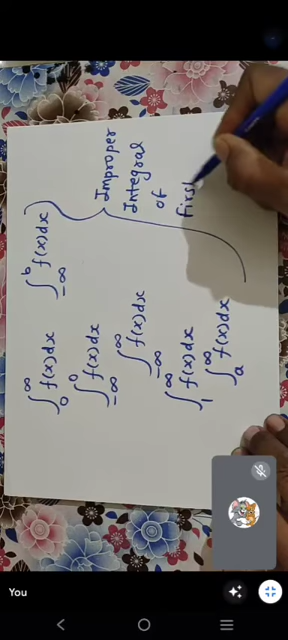 ∫₀^∞ f(x)dx
∫_{-∞}^0 f(x)dx
∫_{-∞}^∞ f(x)dx
∫₁^∞ f(x)dx
∫ₐ^∞ f(x)dx
∫_{-∞}^b f(x)dx
Improper
Integral
of
First
You